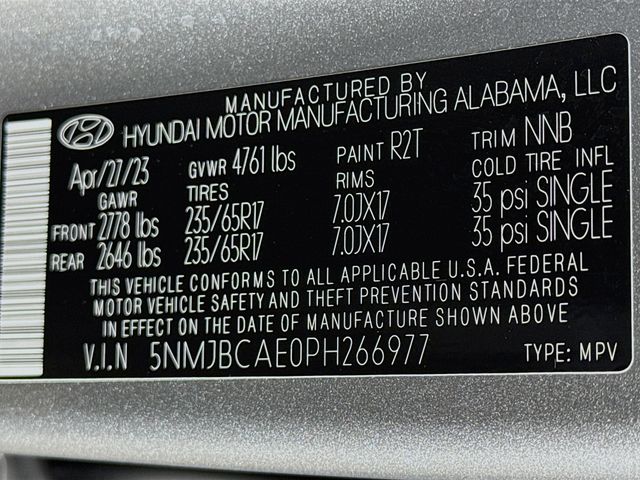 MANUFACTURED BY
HYUNDAI MOTOR MANUFACTURING ALABAMA, LLC
Apr/27/23 GVWR 4761 lbs PAINT R2T TRIM NNB
GAWR TIRES RIMS COLD TIRE INFL
FRONT 2778 lbs 235/65R17 7.0JX17 35 psi SINGLE
REAR 2646 lbs 235/65R17 7.0JX17 35 psi SINGLE
THIS VEHICLE CONFORMS TO ALL APPLICABLE U.S.A. FEDERAL
MOTOR VEHICLE SAFETY AND THEFT PREVENTION STANDARDS
IN EFFECT ON THE DATE OF MANUFACTURE SHOWN ABOVE
V.I.N 5NMJBCAE0PH266977 TYPE: MPV